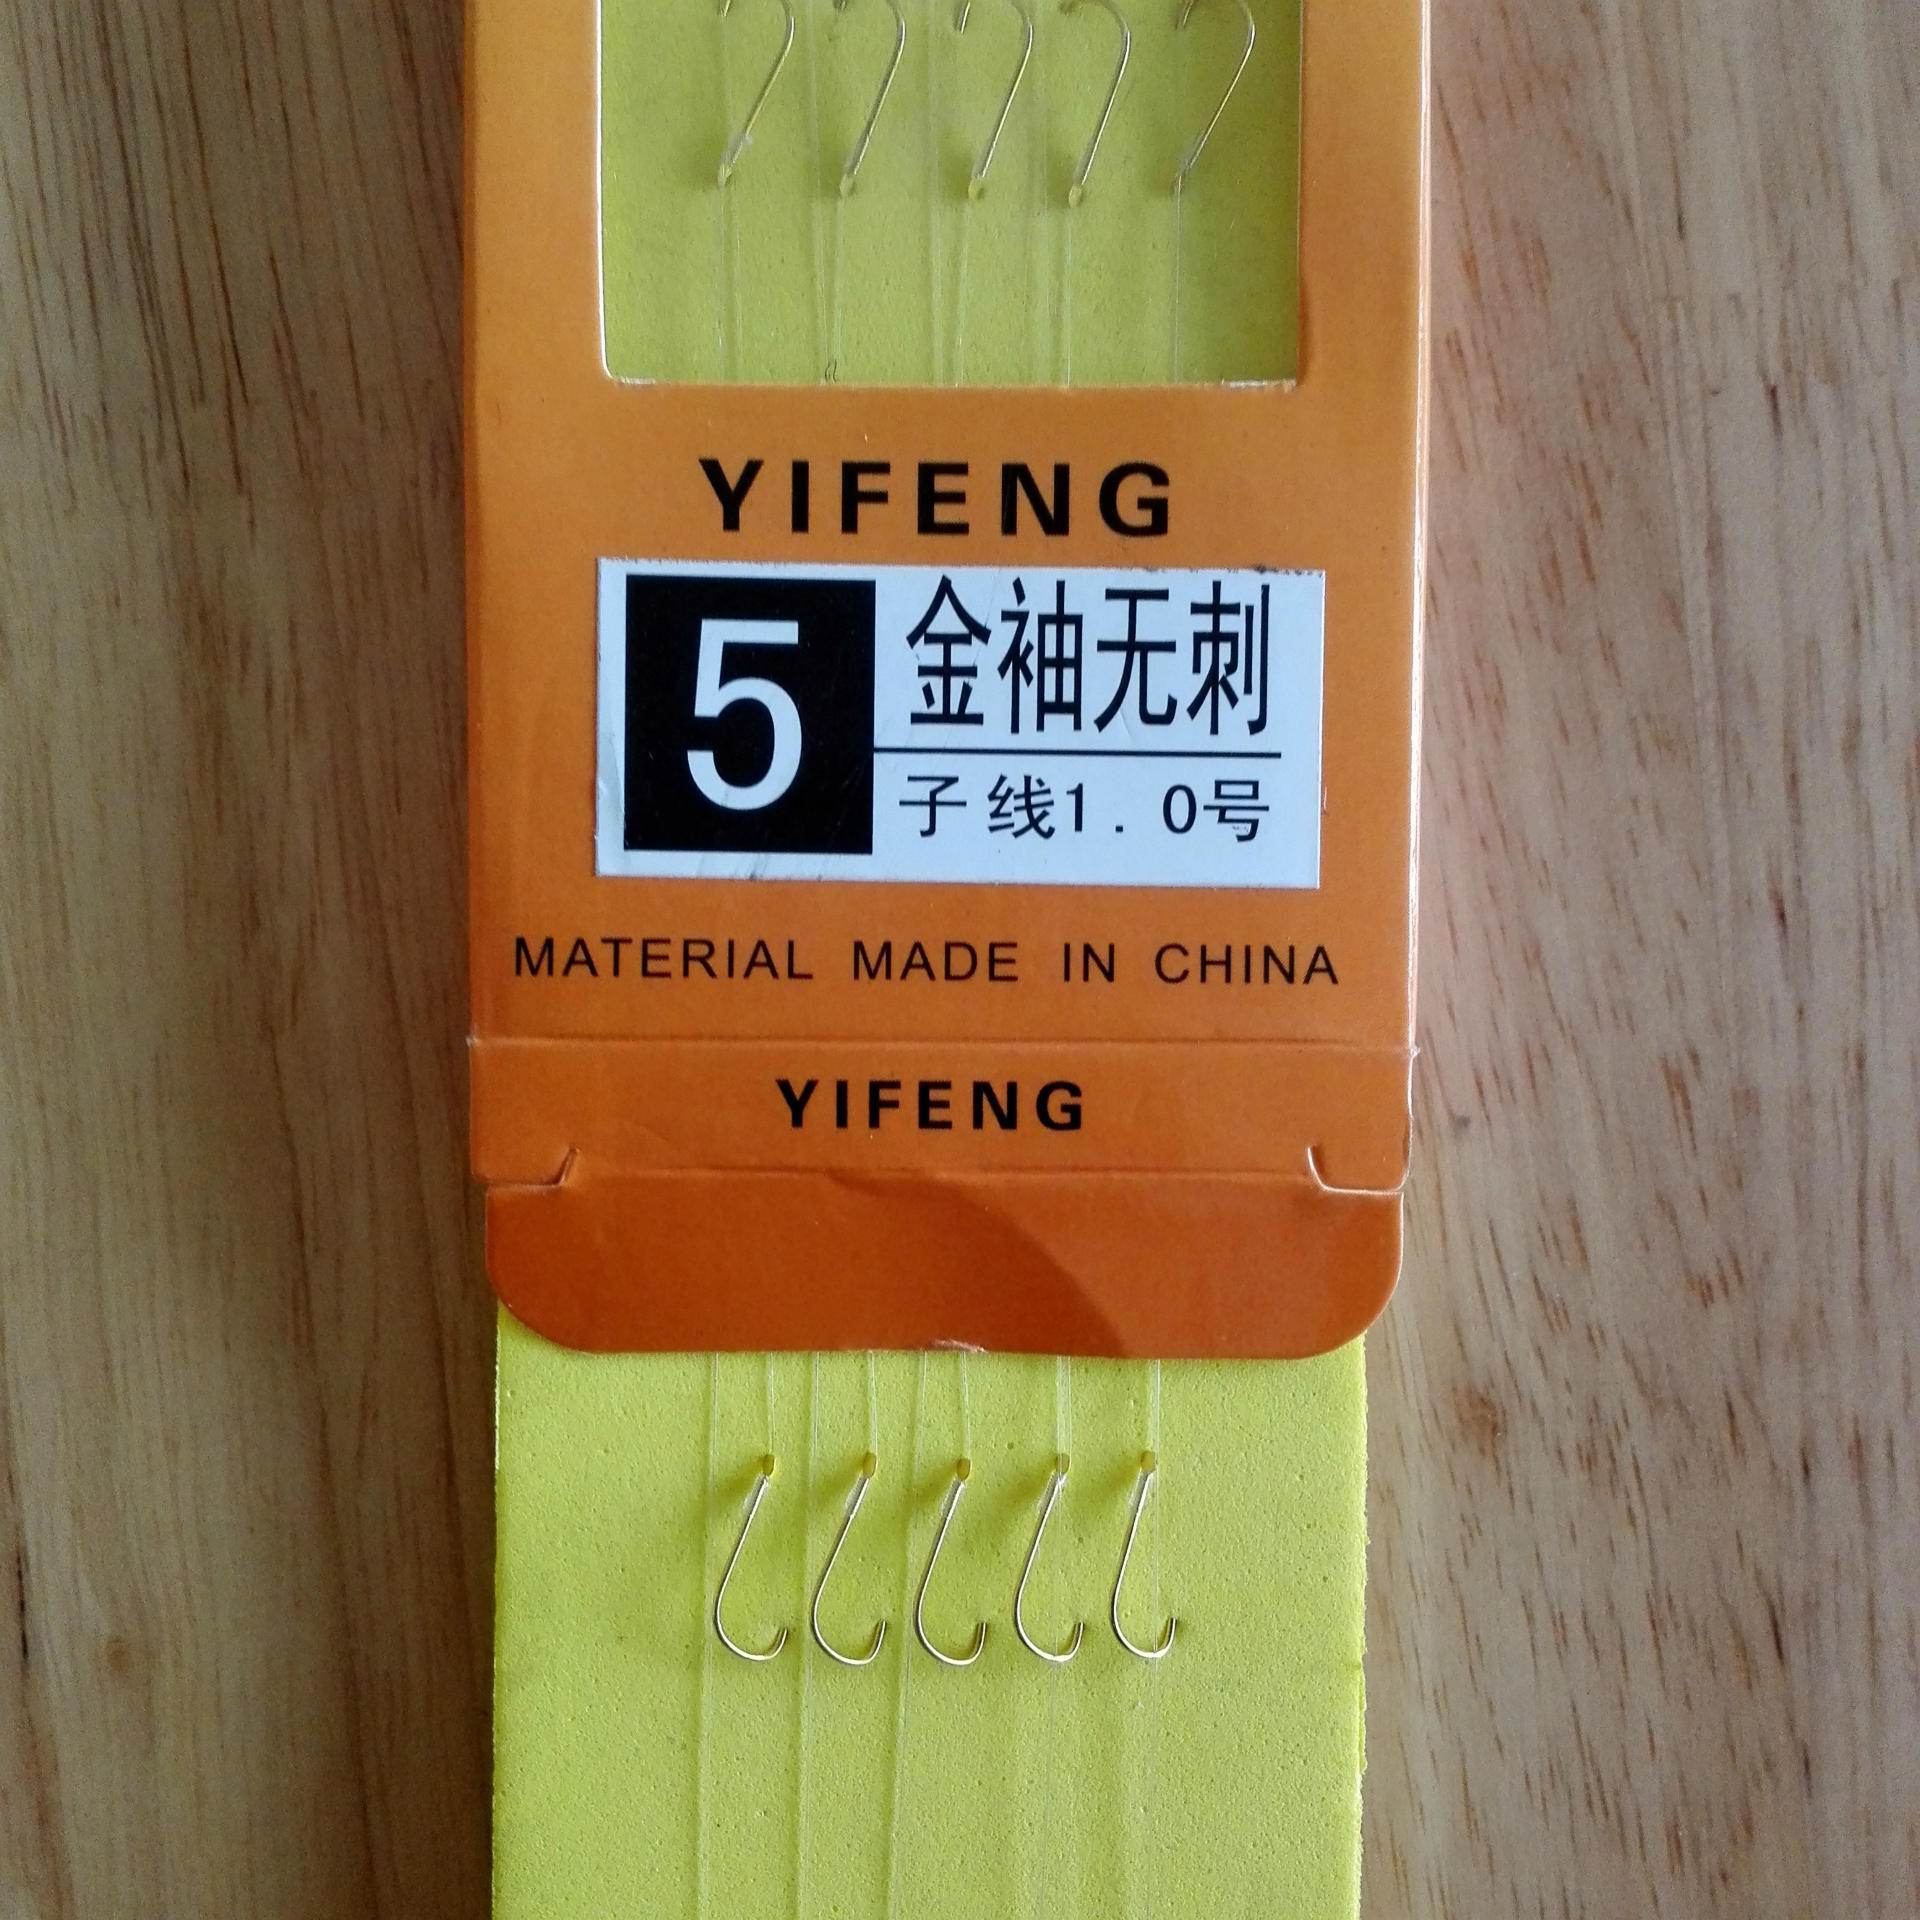 YIFENG
5
金袖无刺
子线1.0号
MATERIAL MADE IN CHINA
YIFENG